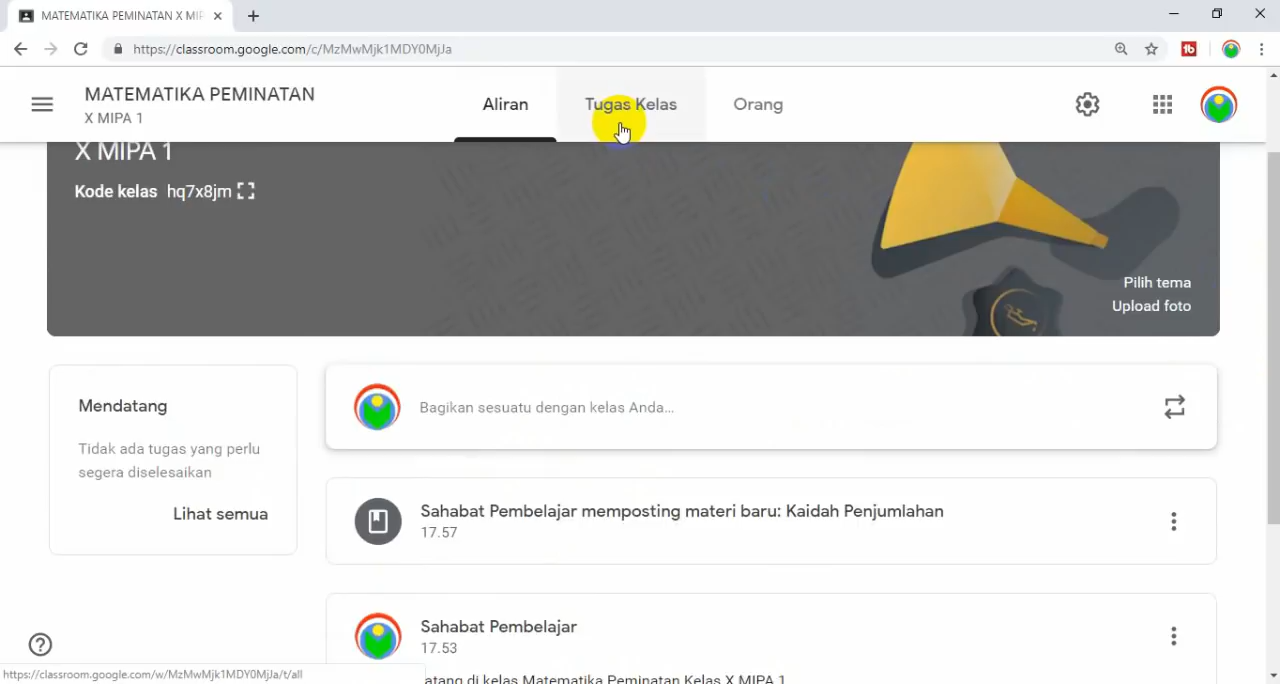 MATEMATIKA PEMINATAN X MIP
https://classroom.google.com/c/MzMwMjk1MDY0MjJa
MATEMATIKA PEMINATAN
X MIPA 1
Aliran
Tugas Kelas
Orang
X MIPA 1
Kode kelas hq7x8jm
Pilih tema
Upload foto
Mendatang
Tidak ada tugas yang perlu
segera diselesaikan
Lihat semua
Bagikan sesuatu dengan kelas Anda...
Sahabat Pembelajar memposting materi baru: Kaidah Penjumlahan
17.57
Sahabat Pembelajar
17.53
atang di kelas Matematika Peminatan Kelas X MIPA 1
https://classroom.google.com/w/MzMwMjk1MDY0MjJa/t/all